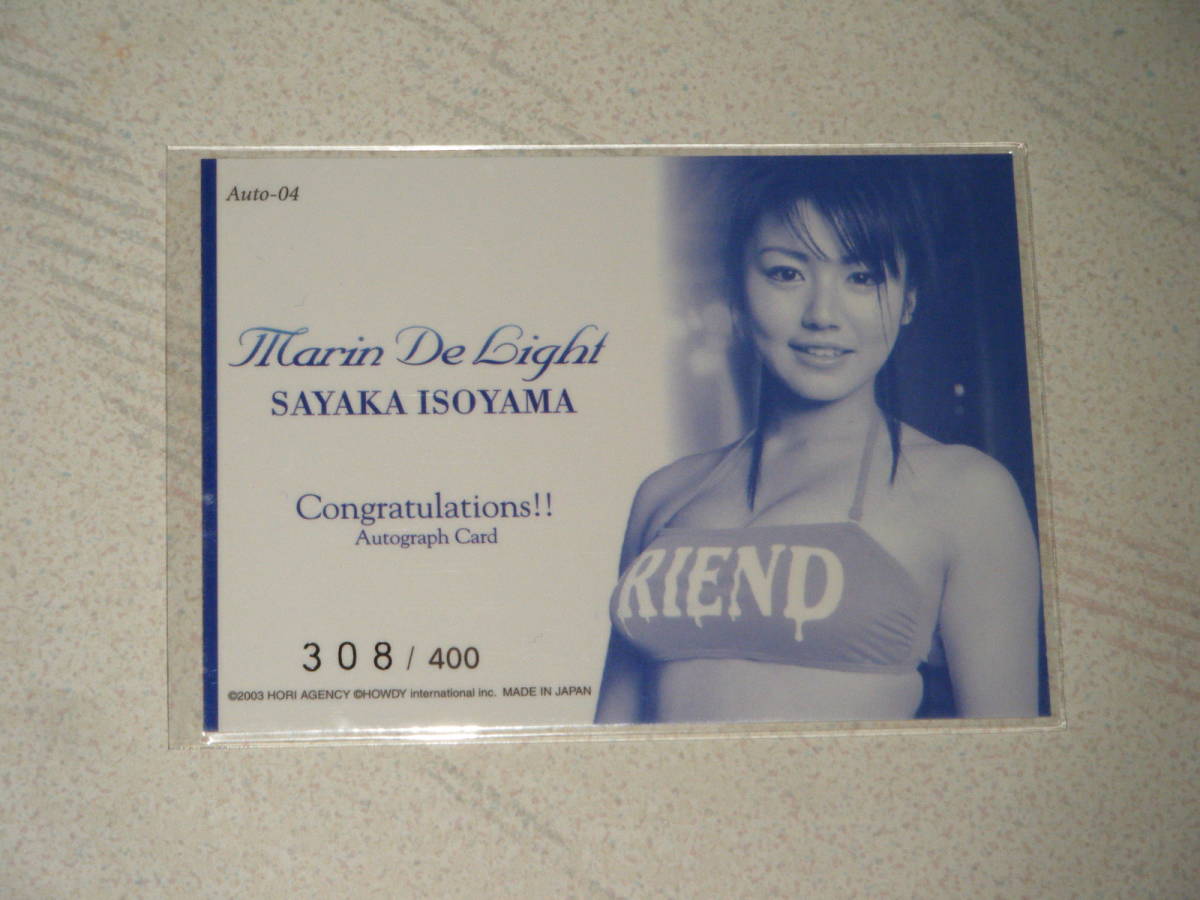 Auto-04
Marin De Light
SAYAKA ISOYAMA
Congratulations!!
Autograph Card
308 / 400
©2003 HORI AGENCY ©HOWDY international inc. MADE IN JAPAN
RIEND